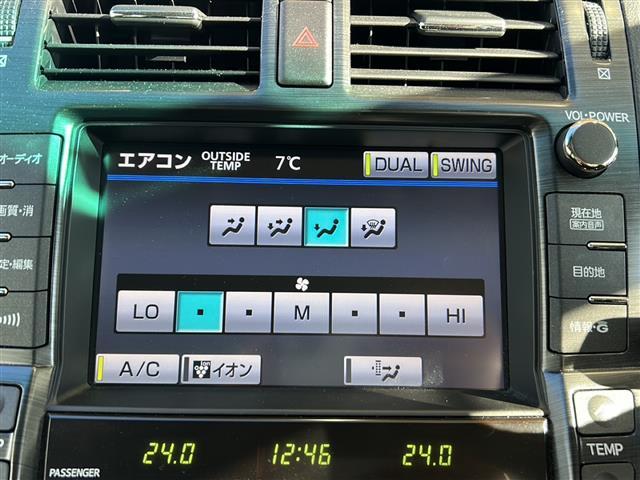 VOL・POWER
オーディオ
画質・消
定・編集
エアコン OUTSIDE TEMP 7℃ DUAL SWING
LO M HI
A/C イオン
現在地
案内音声
目的地
情報・G
24.0 12:46 24.0
PASSENGER
TEMP